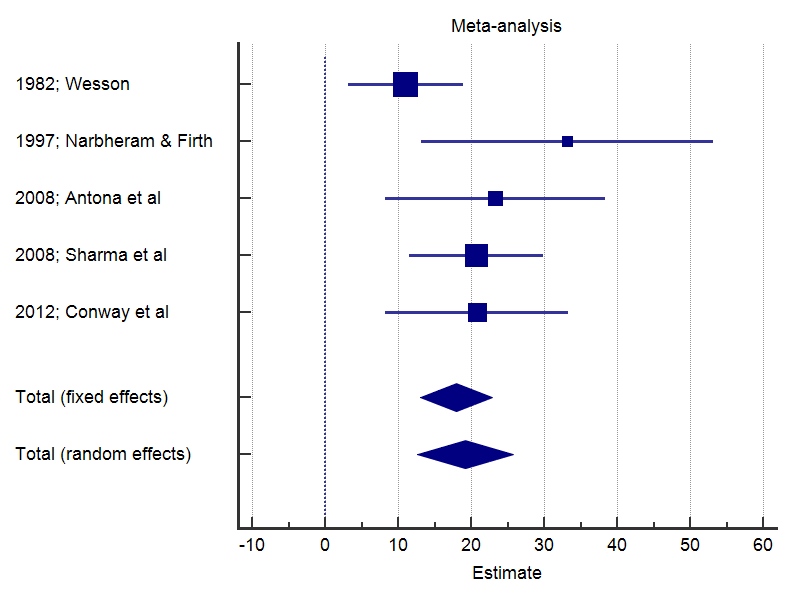 Meta-analysis
1982; Wesson
1997; Narbheram & Firth
2008; Antona et al
2008; Sharma et al
2012; Conway et al
Total (fixed effects)
Total (random effects)
-10 0 10 20 30 40 50 60
Estimate